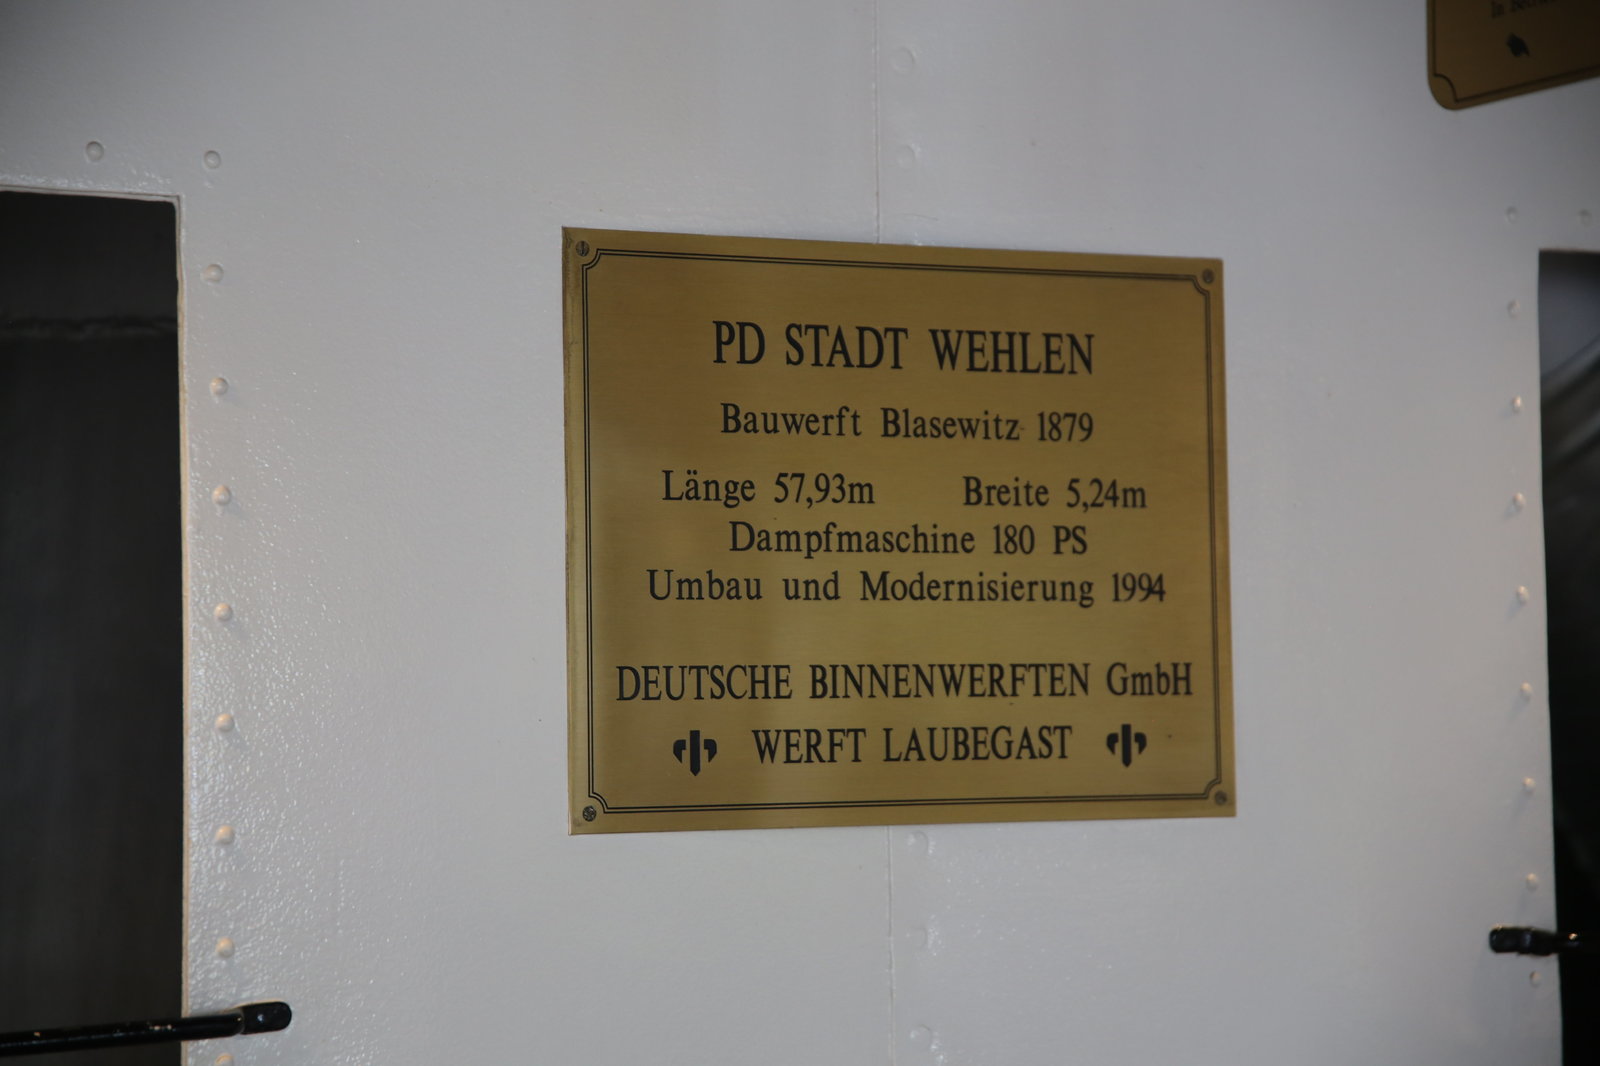 PD STADT WEHLEN
Bauwerft Blasewitz 1879
Länge 57,93m Breite 5,24m
Dampfmaschine 180 PS
Umbau und Modernisierung 1994
DEUTSCHE BINNENWERFTEN GmbH
WERFT LAUBEGAST